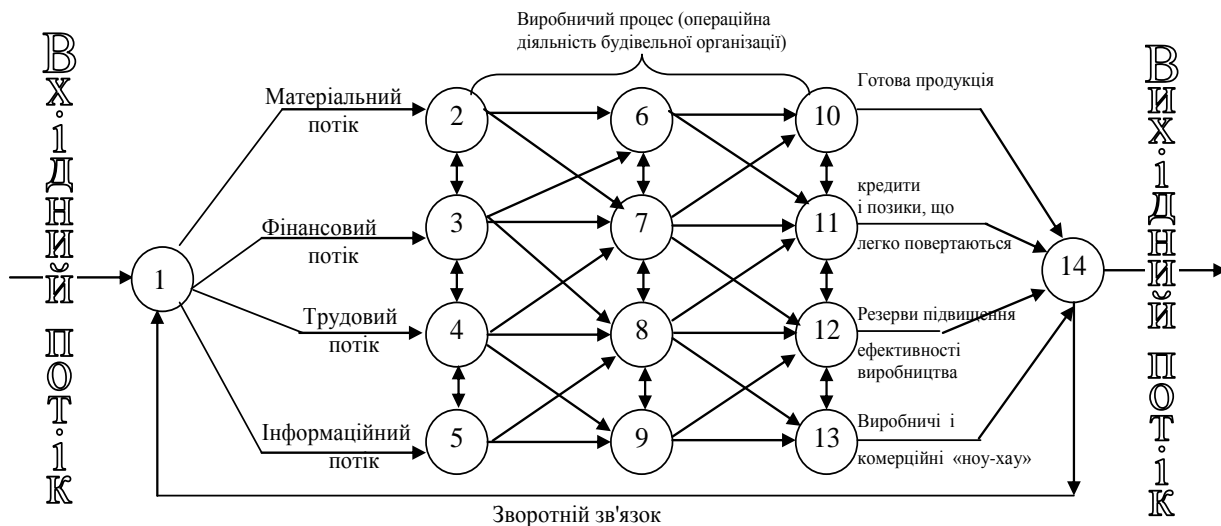 Вхідний потік
Виробничий процес (операційна
діяльність будівельної організації)
Матеріальний
потік
Фінансовий
потік
Трудовий
потік
Інформаційний
потік
1
2
3
4
5
6
7
8
9
10
11
12
13
14
Готова продукція
кредити
і позики, що
легко повертаються
Резерви підвищення
ефективності
виробництва
Виробничі і
комерційні «ноу-хау»
Вихідний потік
Зворотній зв'язок